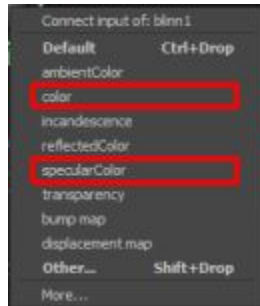 Connect input of: blinn1
Default Ctrl+Drop
ambientColor
color
incandescence
reflectedColor
specularColor
transparency
bump map
displacement map
Other... Shift+Drop
More...